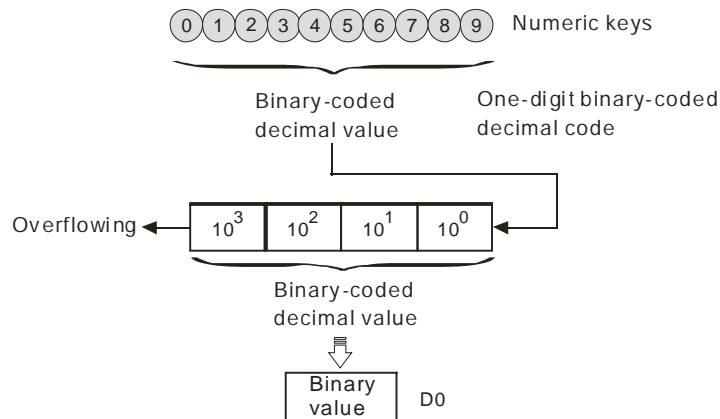 0 1 2 3 4 5 6 7 8 9 Numeric keys
Binary-coded
decimal value
One-digit binary-coded
decimal code
Overflowing
10^3 10^2 10^1 10^0
Binary-coded
decimal value
Binary
value
D0